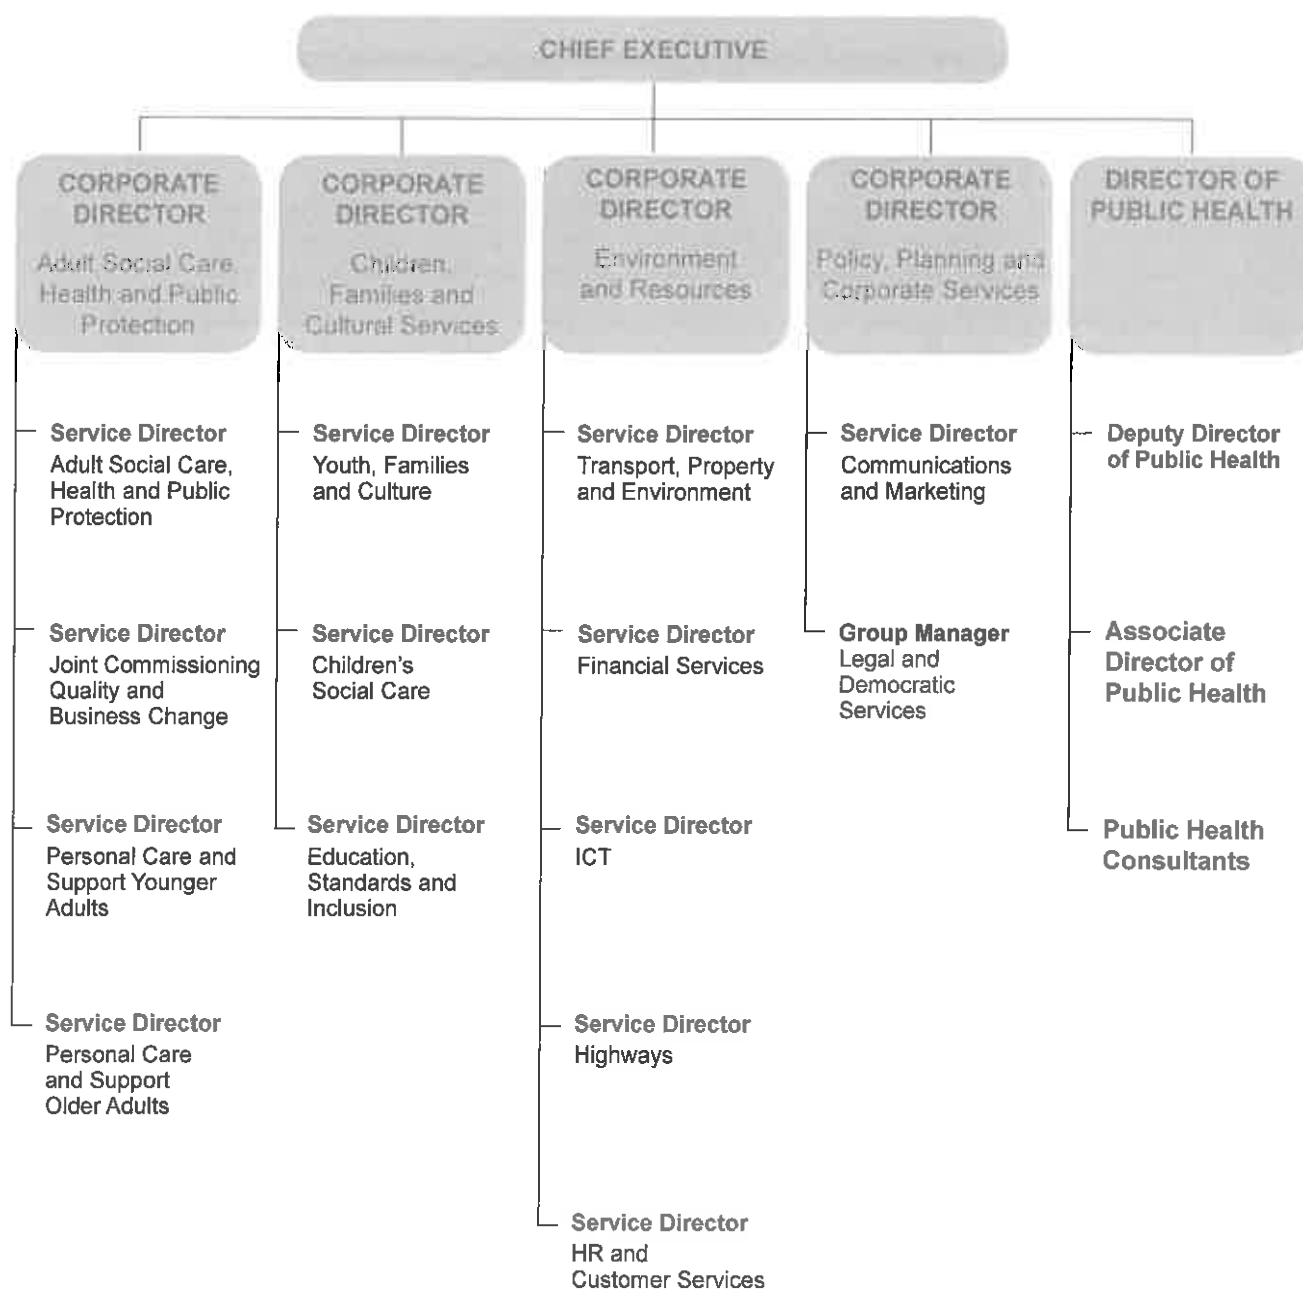 CHIEF EXECUTIVE
CORPORATE
DIRECTOR
Adult Social Care,
Health and Public
Protection
CORPORATE
DIRECTOR
Children,
Families and
Cultural Services
CORPORATE
DIRECTOR
Environment
and Resources
CORPORATE
DIRECTOR
Policy, Planning and
Corporate Services
DIRECTOR OF
PUBLIC HEALTH
Service Director
Adult Social Care,
Health and Public
Protection
Service Director
Joint Commissioning
Quality and
Business Change
Service Director
Personal Care and
Support Younger
Adults
Service Director
Personal Care
and Support
Older Adults
Service Director
Youth, Families
and Culture
Service Director
Children's
Social Care
Service Director
Education,
Standards and
Inclusion
Service Director
Transport, Property
and Environment
Service Director
Financial Services
Service Director
ICT
Service Director
Highways
Service Director
HR and
Customer Services
Service Director
Communications
and Marketing
Group Manager
Legal and
Democratic
Services
Deputy Director
of Public Health
Associate
Director of
Public Health
Public Health
Consultants